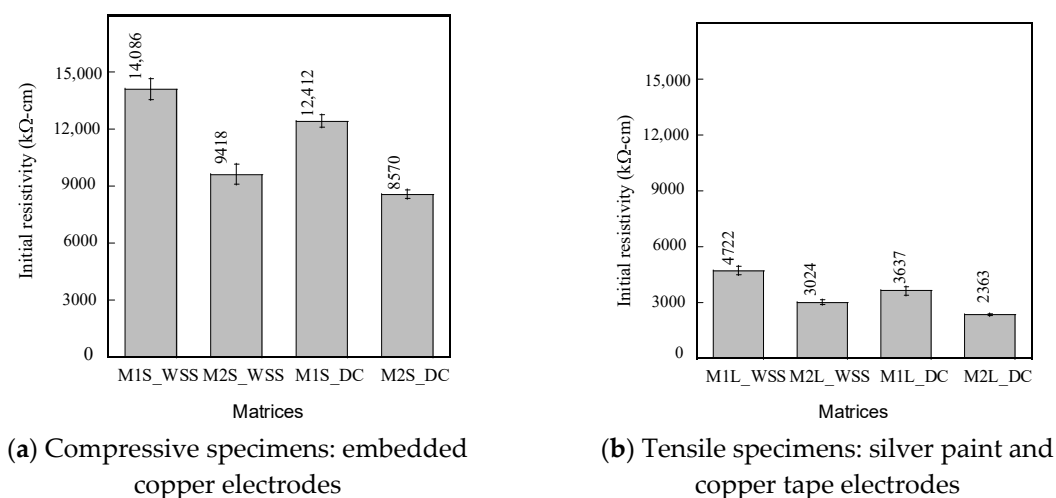 Initial resistivity (kΩ-cm)
15,000
12,000
9000
6000
3000
0
14,086
9418
12,412
8570
M1S_WSS M2S_WSS M1S_DC M2S_DC
Matrices
(a) Compressive specimens: embedded
copper electrodes
Initial resistivity (kΩ-cm)
15,000
12,000
9000
6000
3000
0
4722
3024
3637
2363
M1L_WSS M2L_WSS M1L_DC M2L_DC
Matrices
(b) Tensile specimens: silver paint and
copper tape electrodes